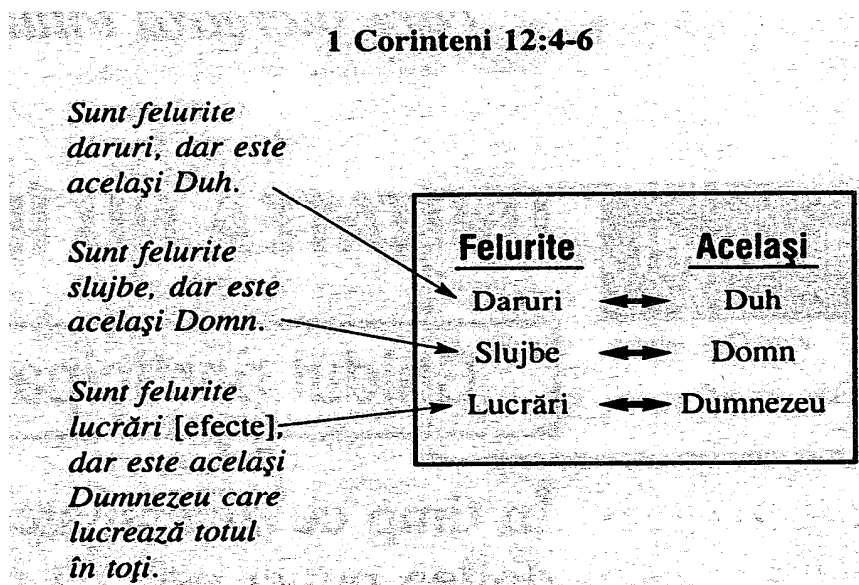 1 Corinteni 12:4-6
Sunt felurite
daruri, dar este
acelaşi Duh.
Sunt felurite
slujbe, dar este
acelaşi Domn.
Sunt felurite
lucrări [efecte],
dar este acelaşi
Dumnezeu care
lucrează totul
în toţi.
Felurite Acelaşi
Daruri Duh
Slujbe Domn
Lucrări Dumnezeu